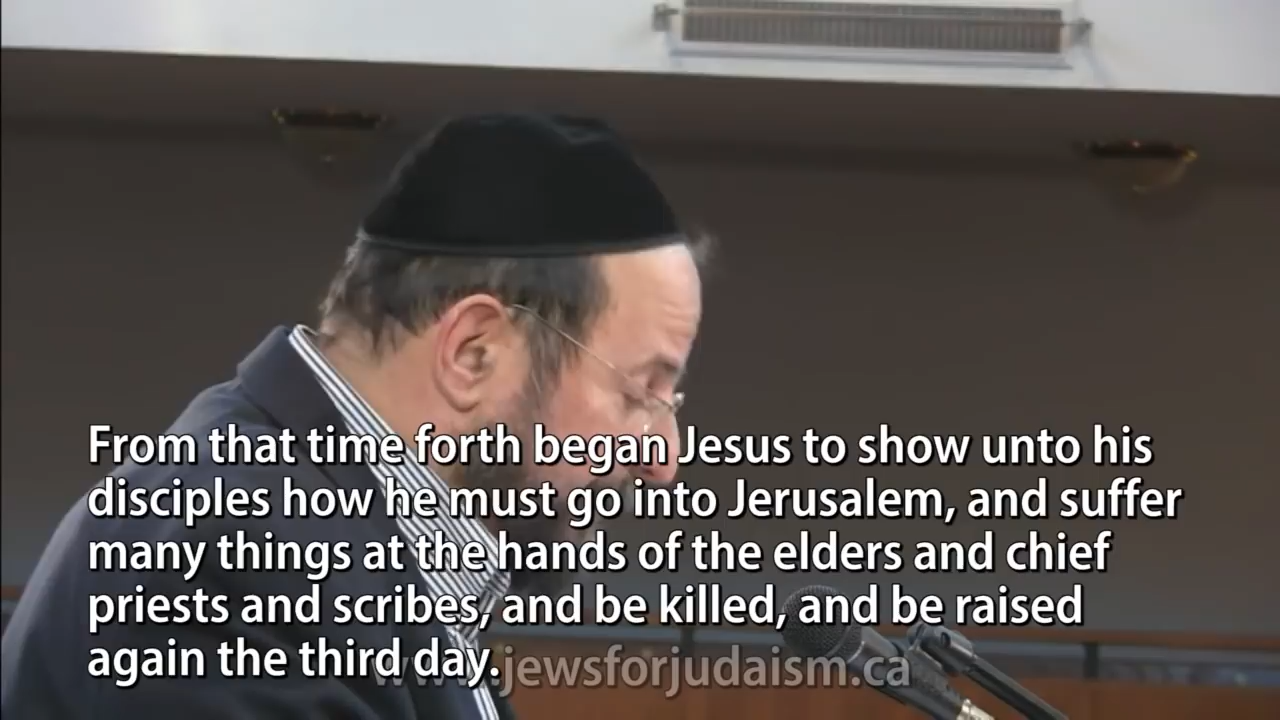 From that time forth began Jesus to show unto his
disciples how he must go into Jerusalem, and suffer
many things at the hands of the elders and chief
priests and scribes, and be killed, and be raised
again the third day.
www.jewsforjudaism.ca